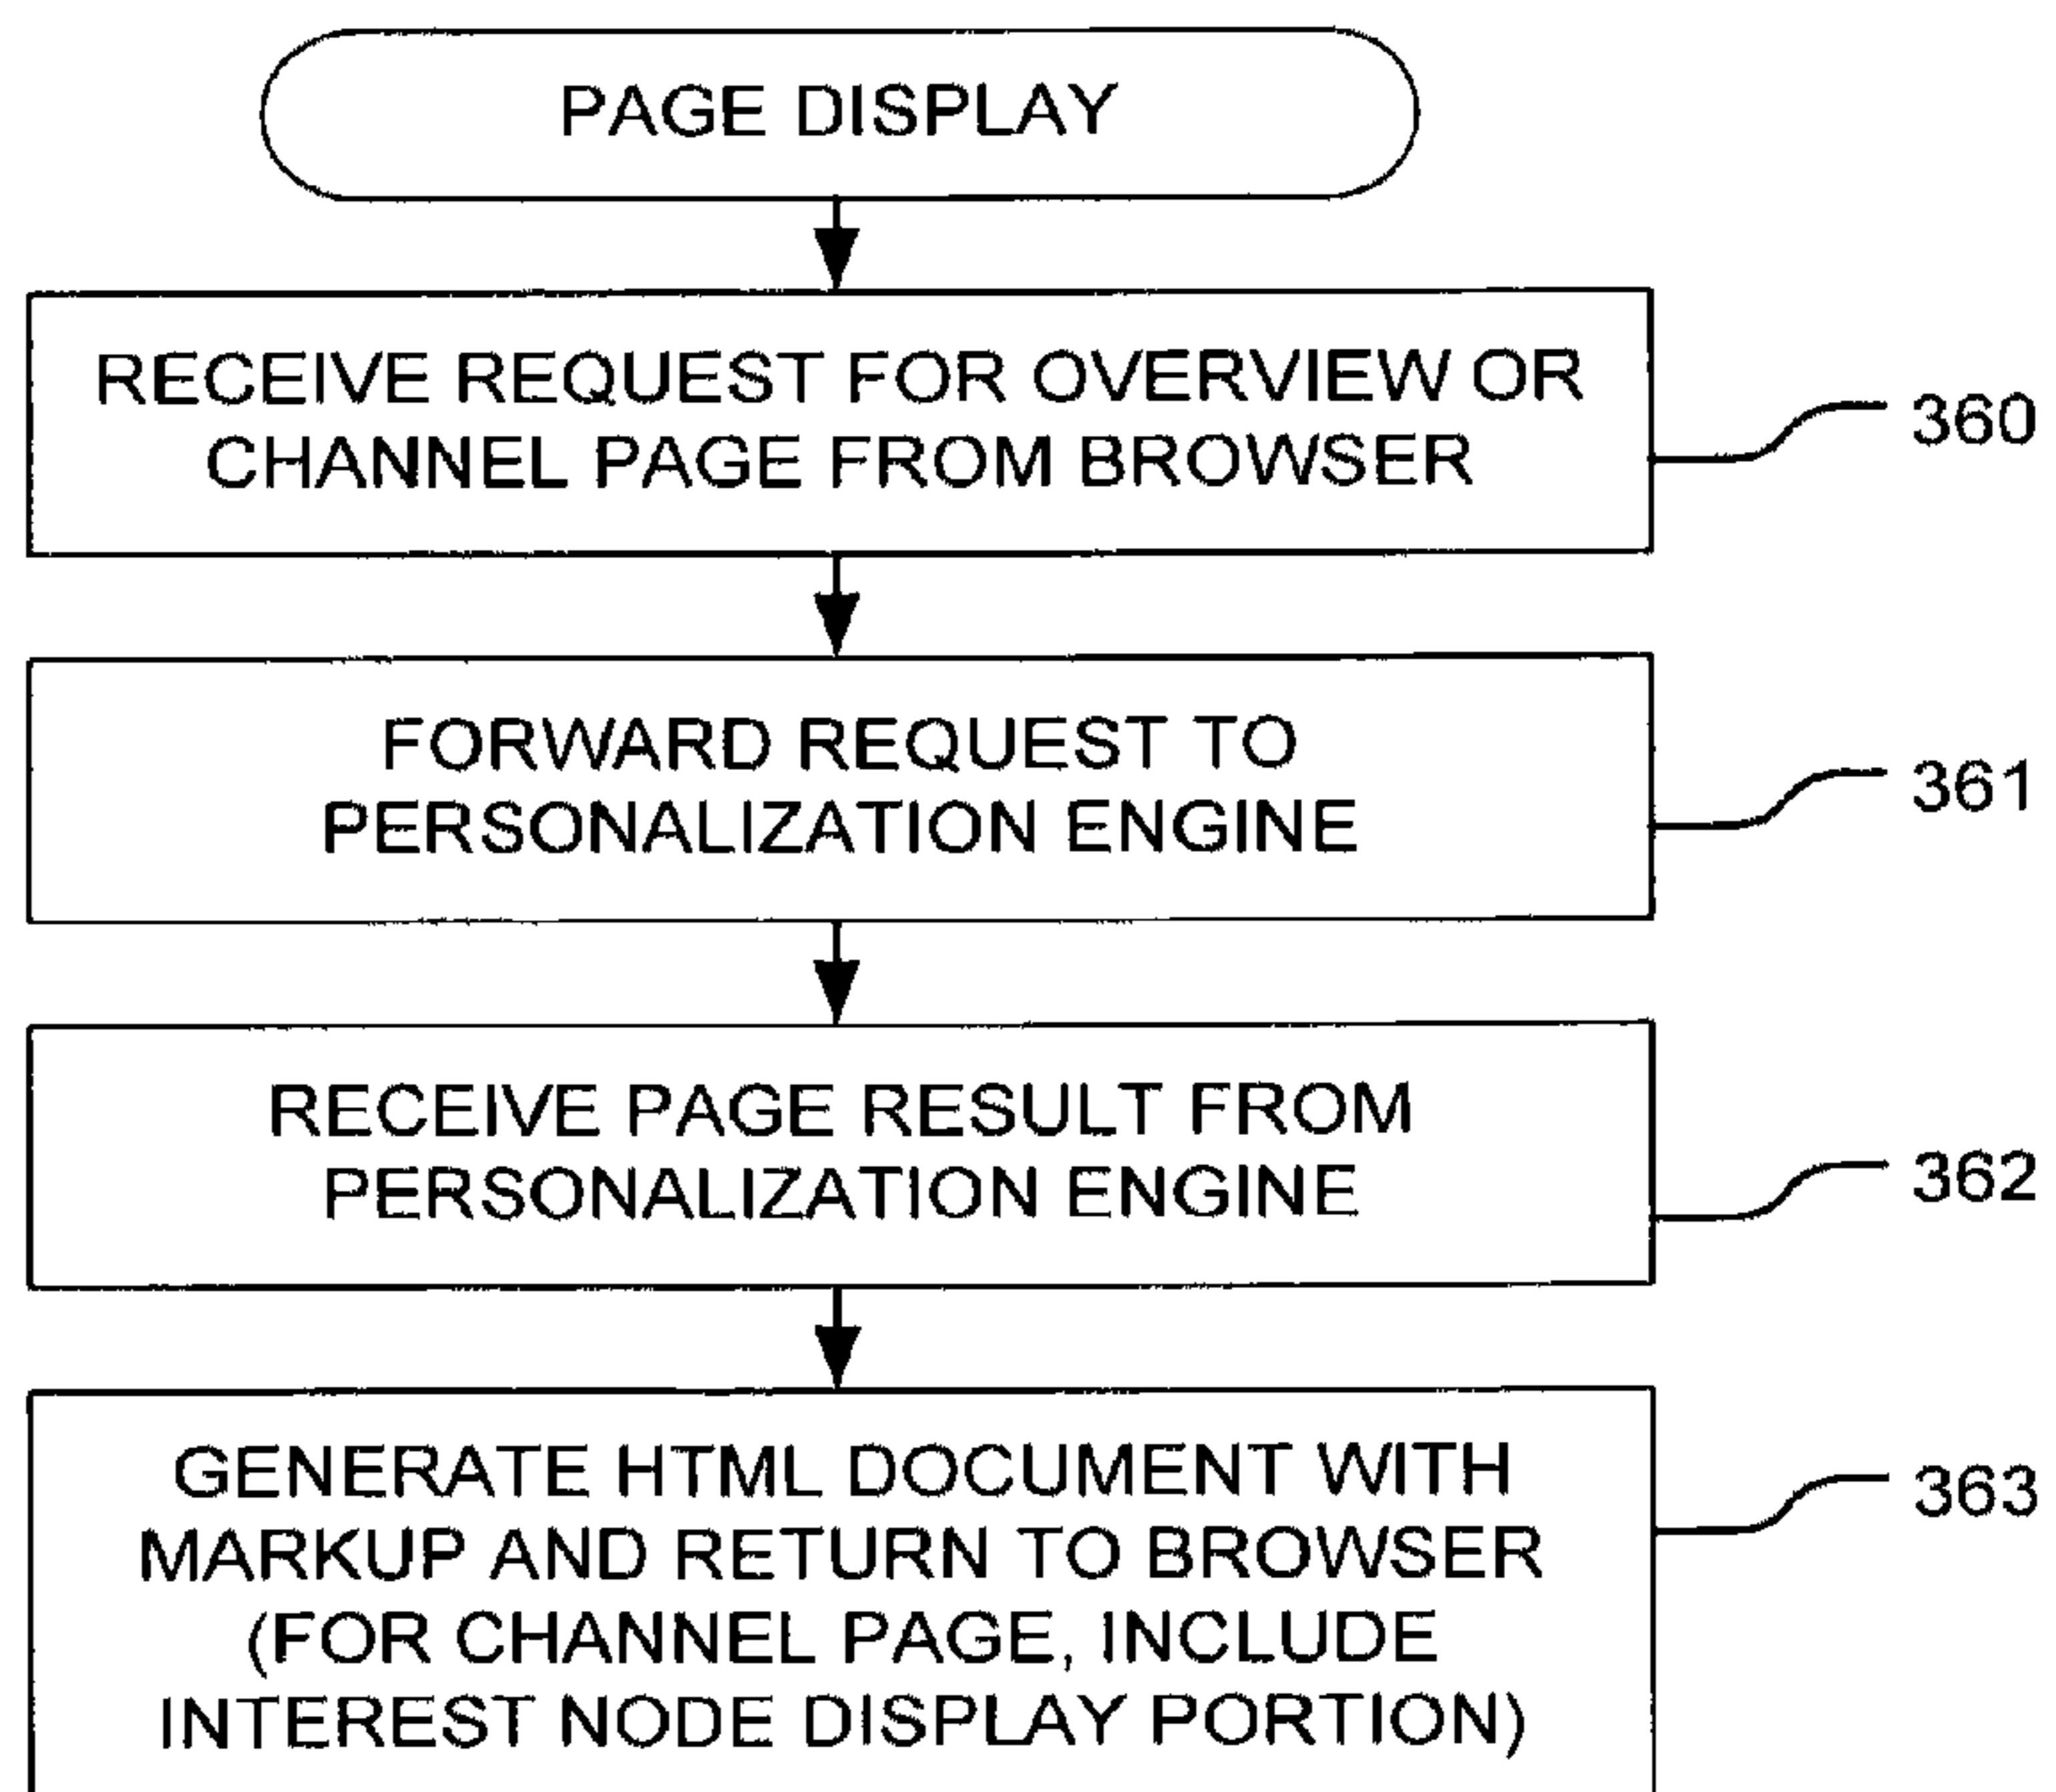 PAGE DISPLAY
RECEIVE REQUEST FOR OVERVIEW OR
CHANNEL PAGE FROM BROWSER
360
FORWARD REQUEST TO
PERSONALIZATION ENGINE
361
RECEIVE PAGE RESULT FROM
PERSONALIZATION ENGINE
362
GENERATE HTML DOCUMENT WITH
MARKUP AND RETURN TO BROWSER
(FOR CHANNEL PAGE, INCLUDE
INTEREST NODE DISPLAY PORTION)
363